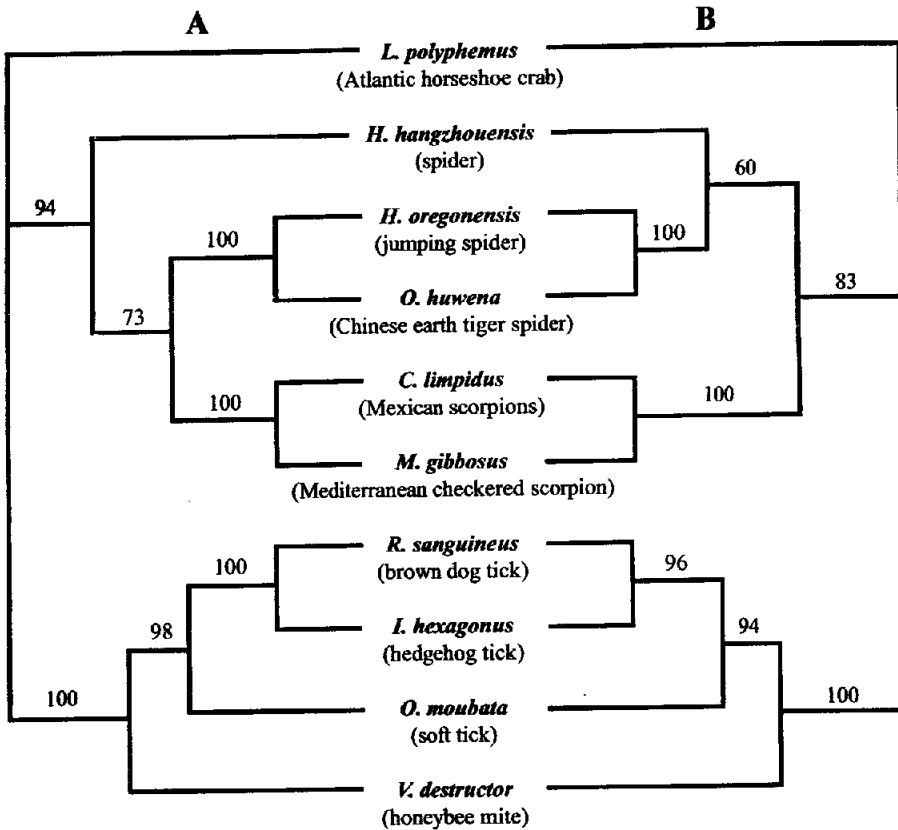 A B
L. polyphemus
(Atlantic horseshoe crab)
H. hangzhouensis
(spider)
60
94
H. oregonensis
(jumping spider)
100
100
O. huwena
(Chinese earth tiger spider)
83
73
C. limpidus
(Mexican scorpions)
100
100
M. gibbosus
(Mediterranean checkered scorpion)
R. sanguineus
(brown dog tick)
100
96
I. hexagonus
(hedgehog tick)
98
94
O. moubata
(soft tick)
100
100
V. destructor
(honeybee mite)